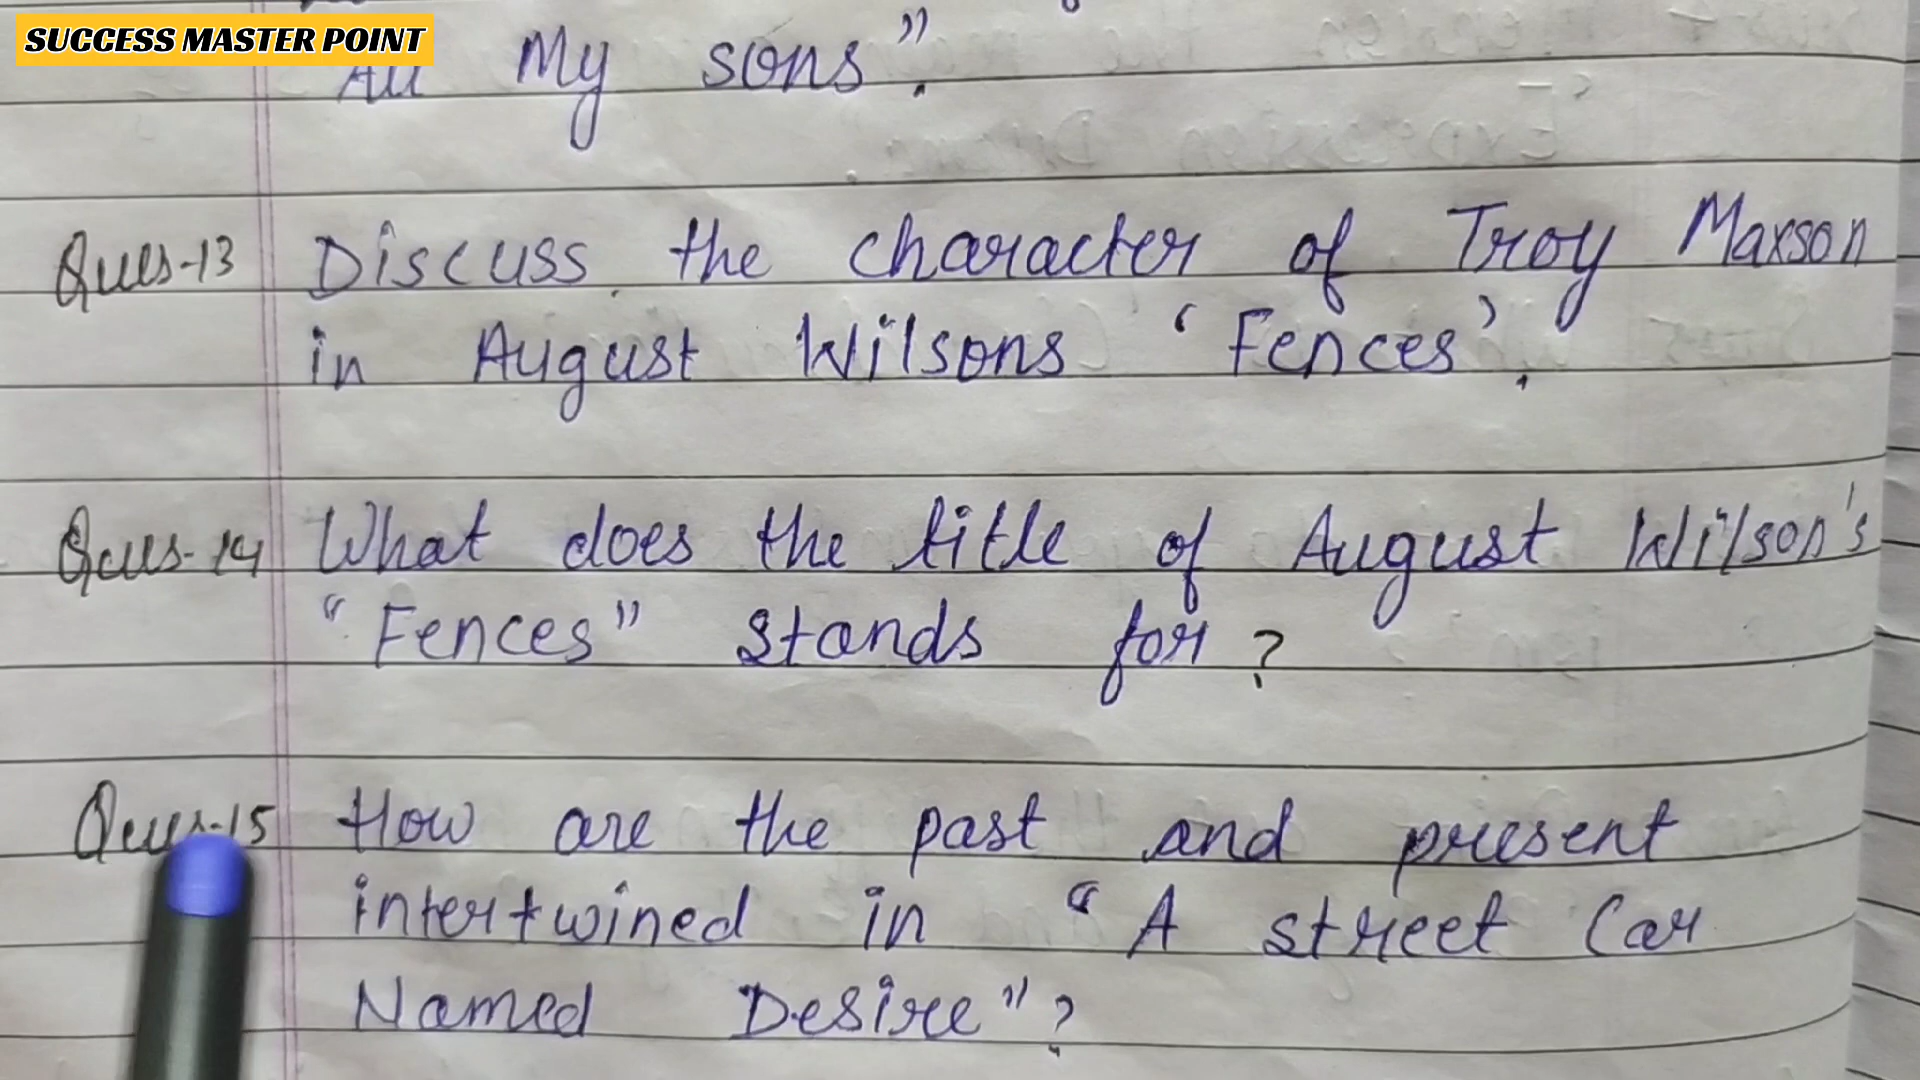 SUCCESS MASTER POINT
All My sons".
Ques-13 Discuss the character of Troy Maxson
in August Wilsons 'Fences'.
Ques-14 What does the title of August Wilson's
"Fences" stands for?
Ques-15 How are the past and present
intertwined in "A street Car
Named Desire"?